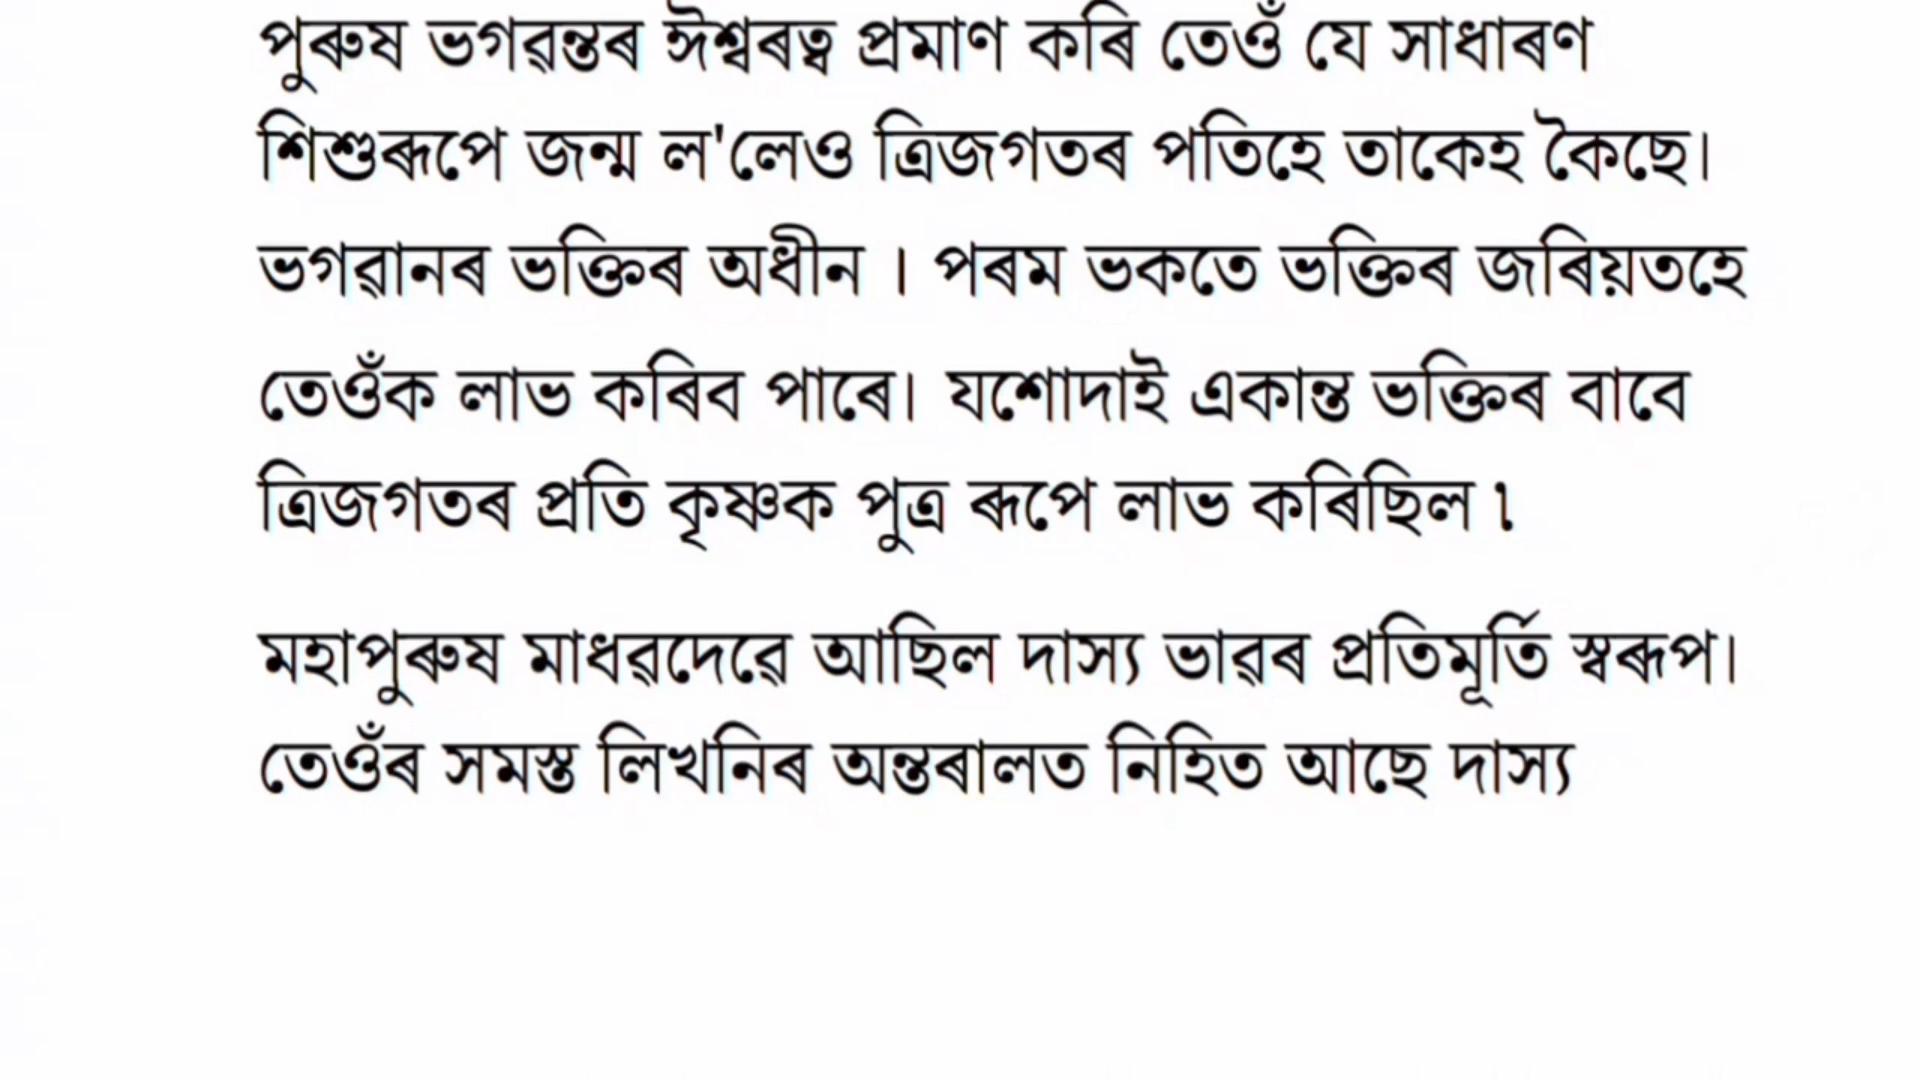 পুৰুষ ভগৱন্তৰ ঈশ্বৰত্ব প্ৰমাণ কৰি তেওঁ যে সাধাৰণ
শিশুৰূপে জন্ম ল'লেও ত্ৰিজগতৰ পতিহে তাকেহ কৈছে।
ভগৱানৰ ভক্তিৰ অধীন । পৰম ভকতে ভক্তিৰ জৰিয়তহে
তেওঁক লাভ কৰিব পাৰে। যশোদাই একান্ত ভক্তিৰ বাবে
ত্ৰিজগতৰ প্ৰতি কৃষ্ণক পুত্ৰ ৰূপে লাভ কৰিছিল ৷
মহাপুৰুষ মাধৱদেৱে আছিল দাস্য ভাৱৰ প্ৰতিমূৰ্তি স্বৰূপ।
তেওঁৰ সমস্ত লিখনিৰ অন্তৰালত নিহিত আছে দাস্য